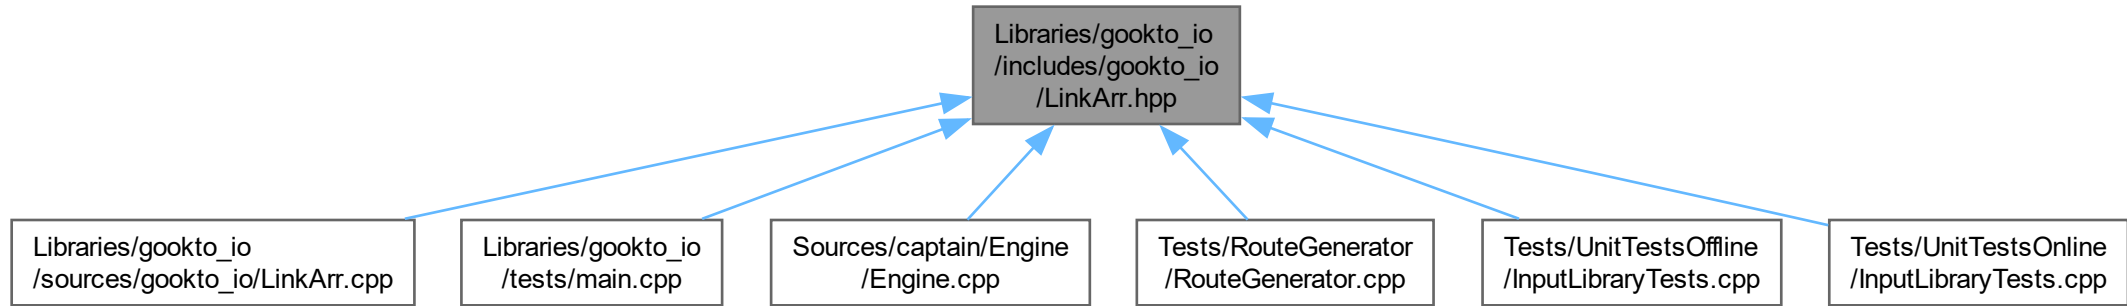 Libraries/gookto_io
/includes/gookto_io
/LinkArr.hpp
Libraries/gookto_io
/sources/gookto_io/LinkArr.cpp
Libraries/gookto_io
/tests/main.cpp
Sources/captain/Engine
/Engine.cpp
Tests/RouteGenerator
/RouteGenerator.cpp
Tests/UnitTestsOffline
/InputLibraryTests.cpp
Tests/UnitTestsOnline
/InputLibraryTests.cpp